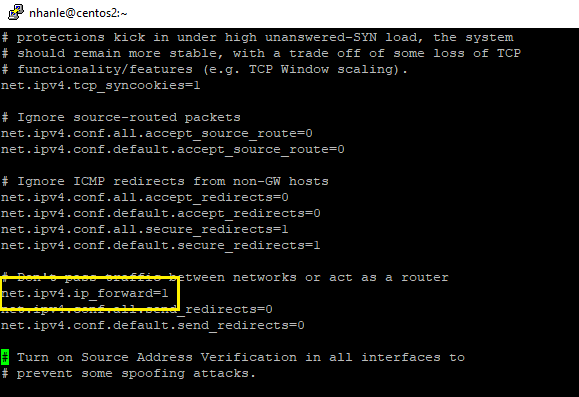 nhanle@centos2:~
# protections kick in under high unanswered-SYN load, the system
# should remain more stable, with a trade off of some loss of TCP
# functionality/features (e.g. TCP Window scaling).
net.ipv4.tcp_syncookies=1
# Ignore source-routed packets
net.ipv4.conf.all.accept_source_route=0
net.ipv4.conf.default.accept_source_route=0
# Ignore ICMP redirects from non-GW hosts
net.ipv4.conf.all.accept_redirects=0
net.ipv4.conf.default.accept_redirects=0
net.ipv4.conf.all.secure_redirects=1
net.ipv4.conf.default.secure_redirects=1
# Don't pass traffic between networks or act as a router
net.ipv4.ip_forward=1
net.ipv4.conf.all.send_redirects=0
net.ipv4.conf.default.send_redirects=0
# Turn on Source Address Verification in all interfaces to
# prevent some spoofing attacks.